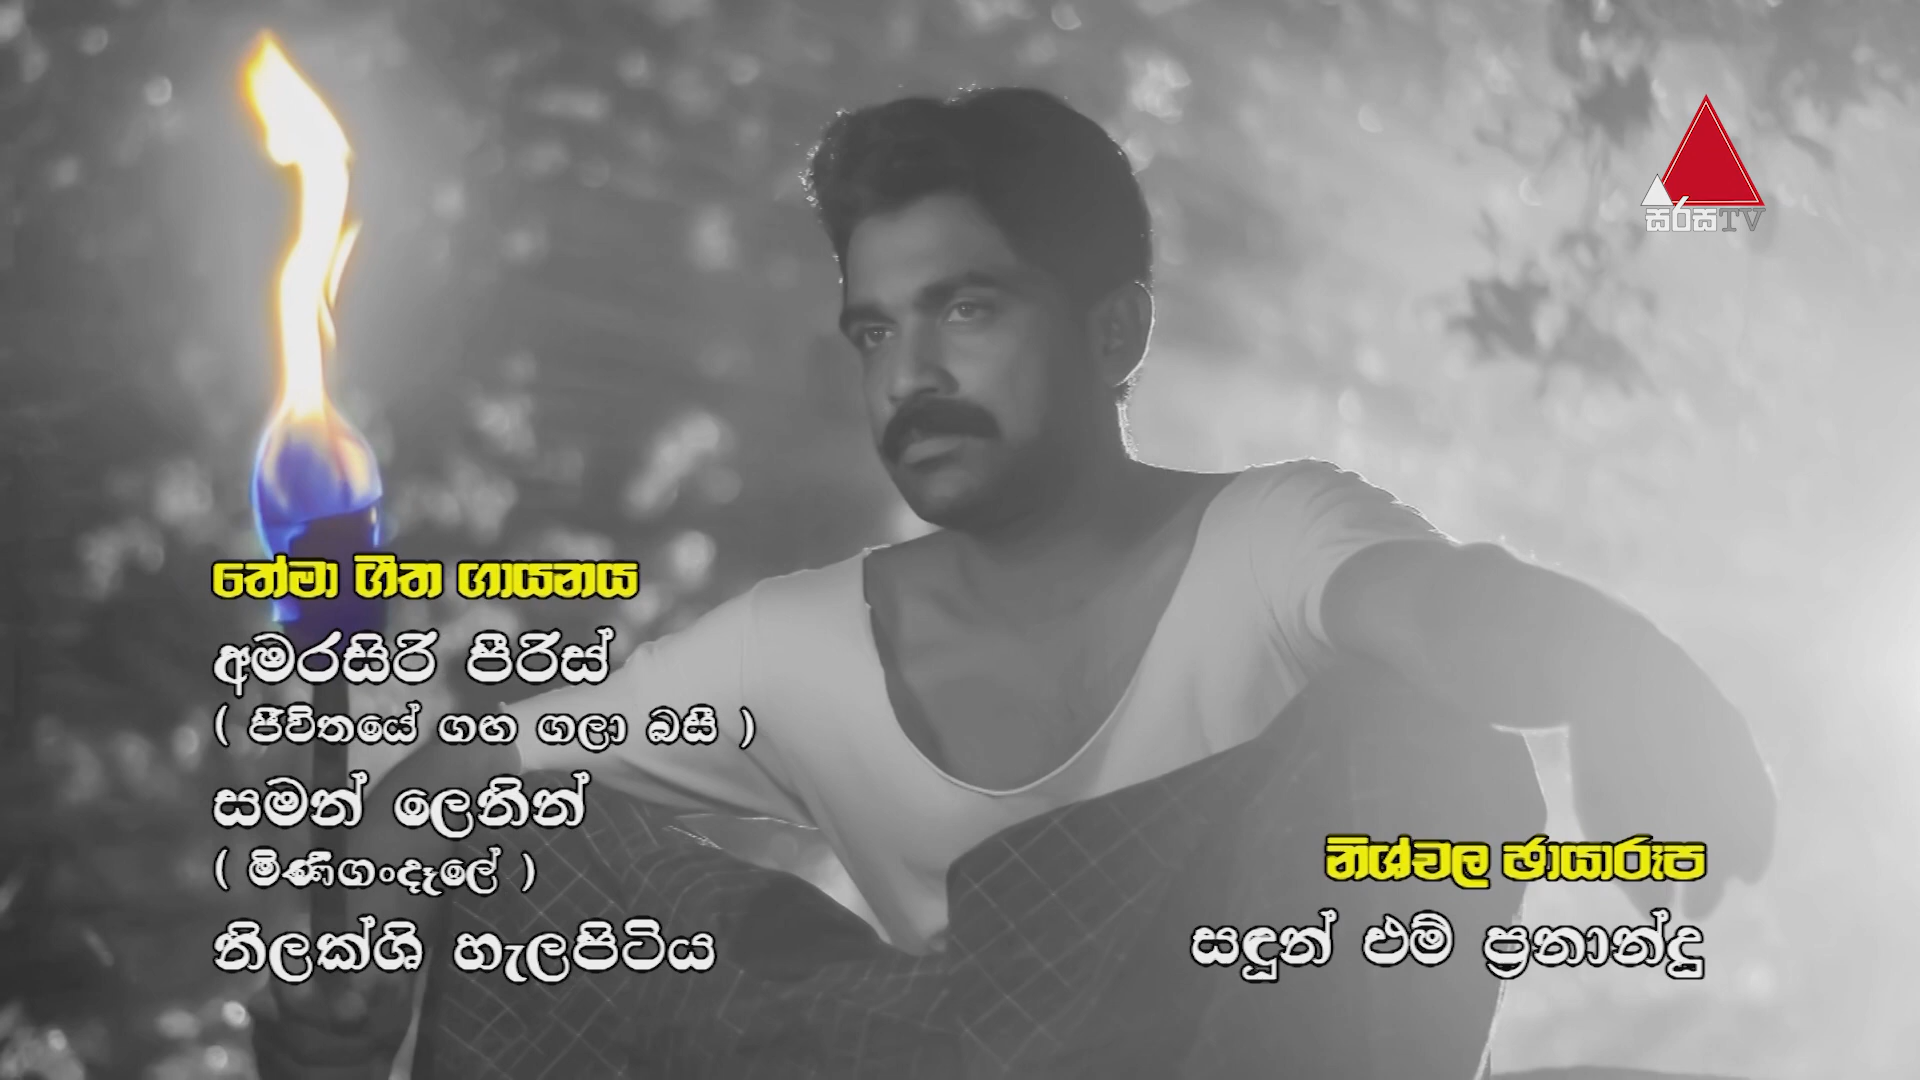 සිරස TV
තේමා ගීත ගායනය
අමරසිරි පීරිස්
( ජීවිතයේ ගඟ ගලා බසී )
සමන් ලෙනින්
( මිණිගංදෑලේ )
නිලක්ශි හැලපිටිය
නිශ්චල ඡායාරූප
සඳුන් එම් ප්‍රනාන්දු